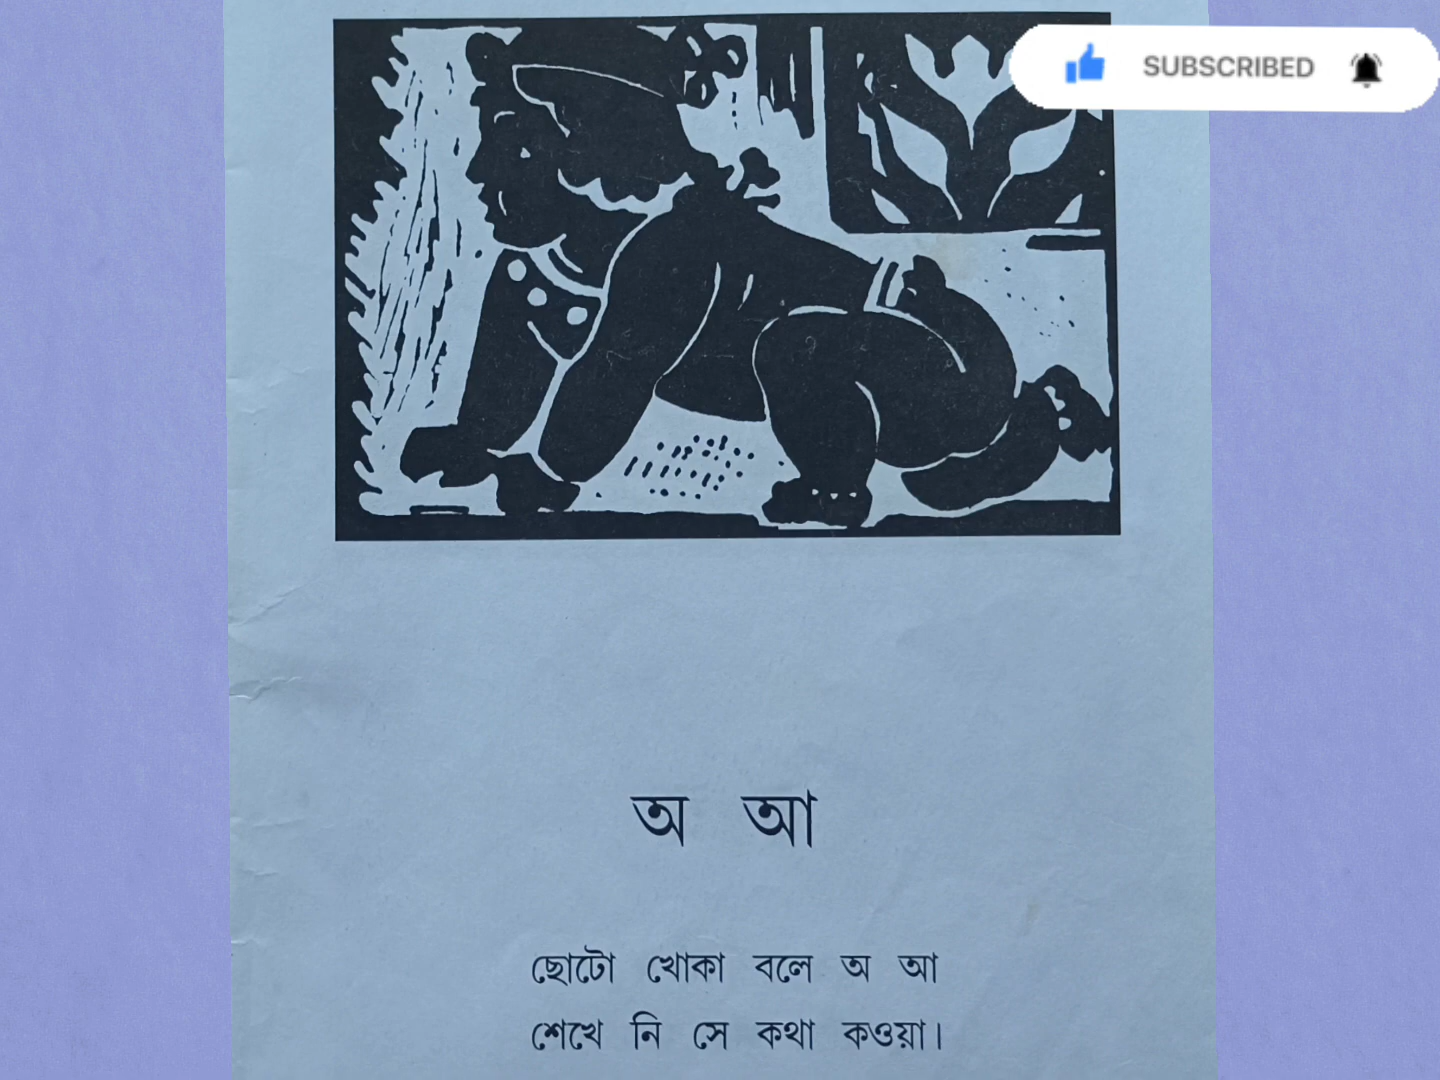 SUBSCRIBED
অ আ
ছোটো খোকা বলে অ আ
শেখে নি সে কথা কওয়া।